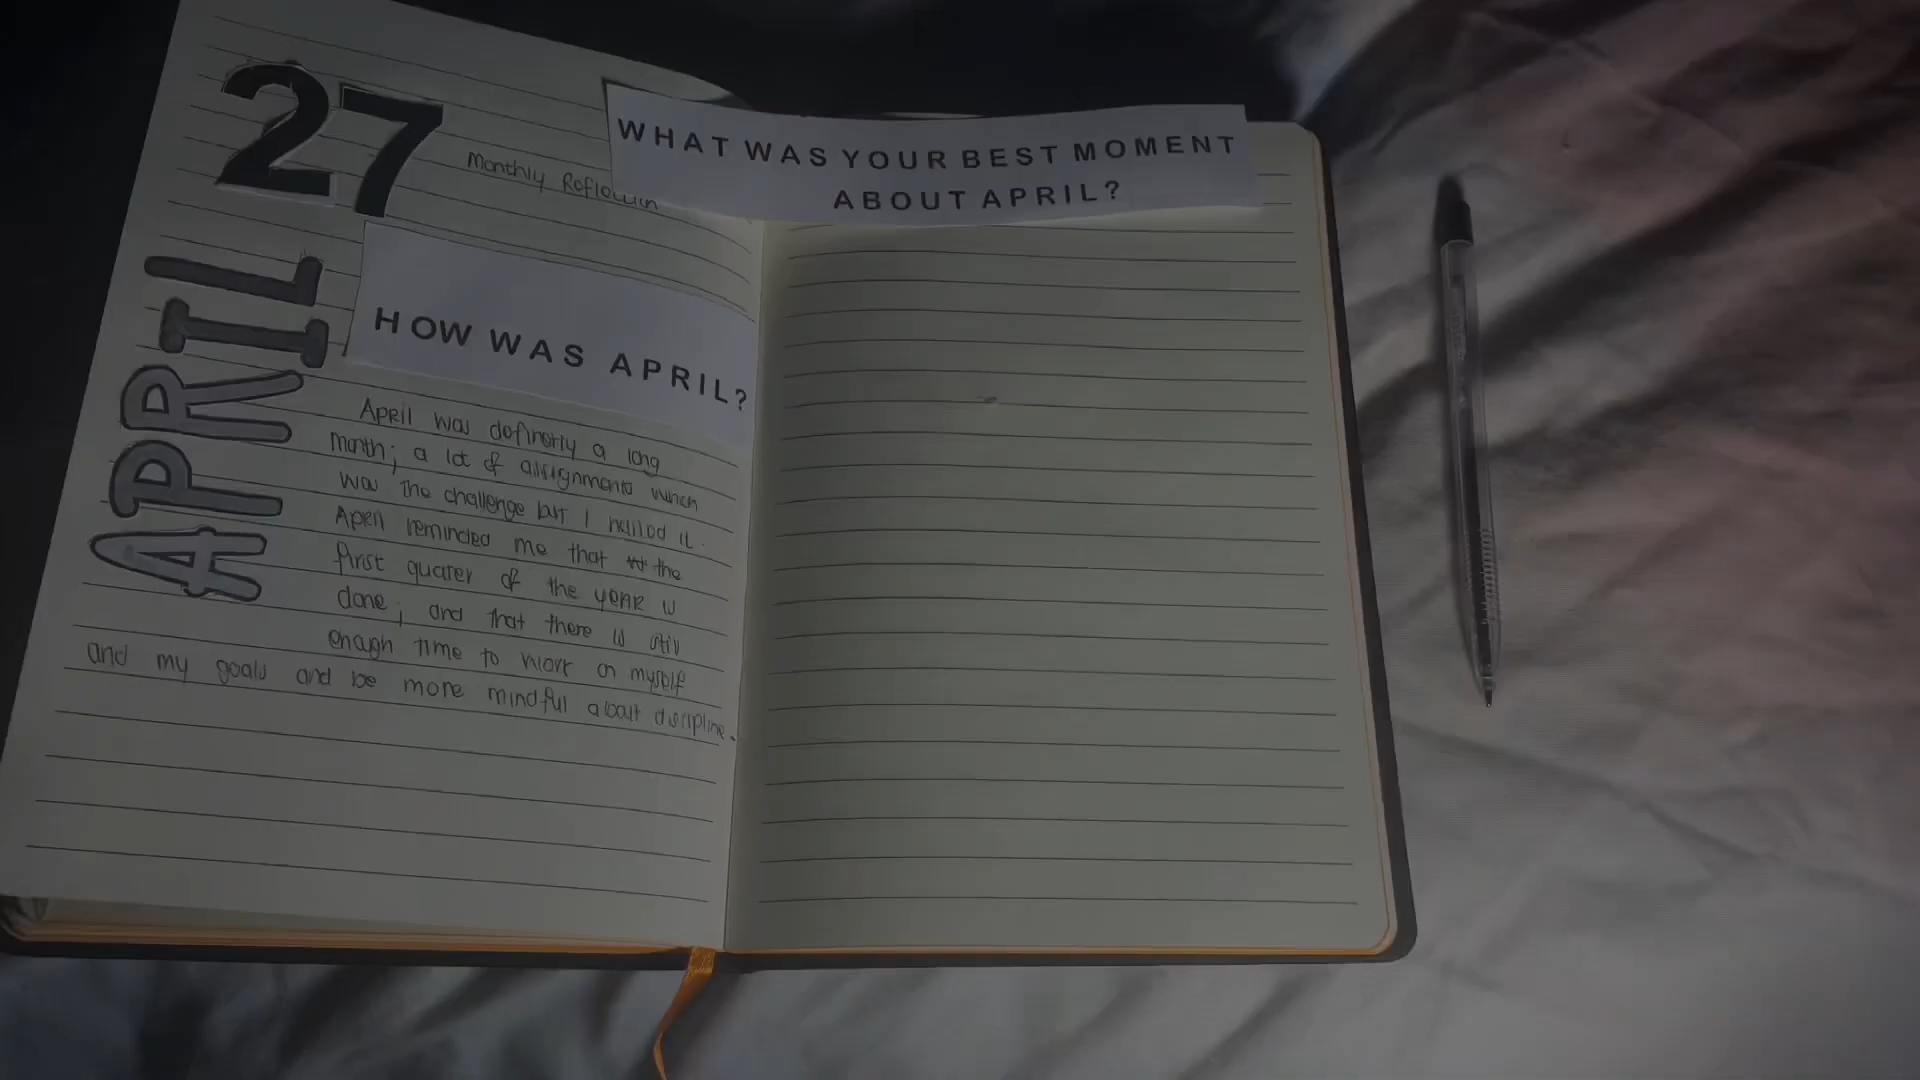 27
APRIL
Monthly Reflection
HOW WAS APRIL?
April was definetly a long
month; a lot of assignments which
was the challenge but I nailed it.
April reminded me that the
first quater of the YEAR is
done; and that there is still
enough time to work on myself
and my goals and be more mindful about discipline.
WHAT WAS YOUR BEST MOMENT
ABOUT APRIL?